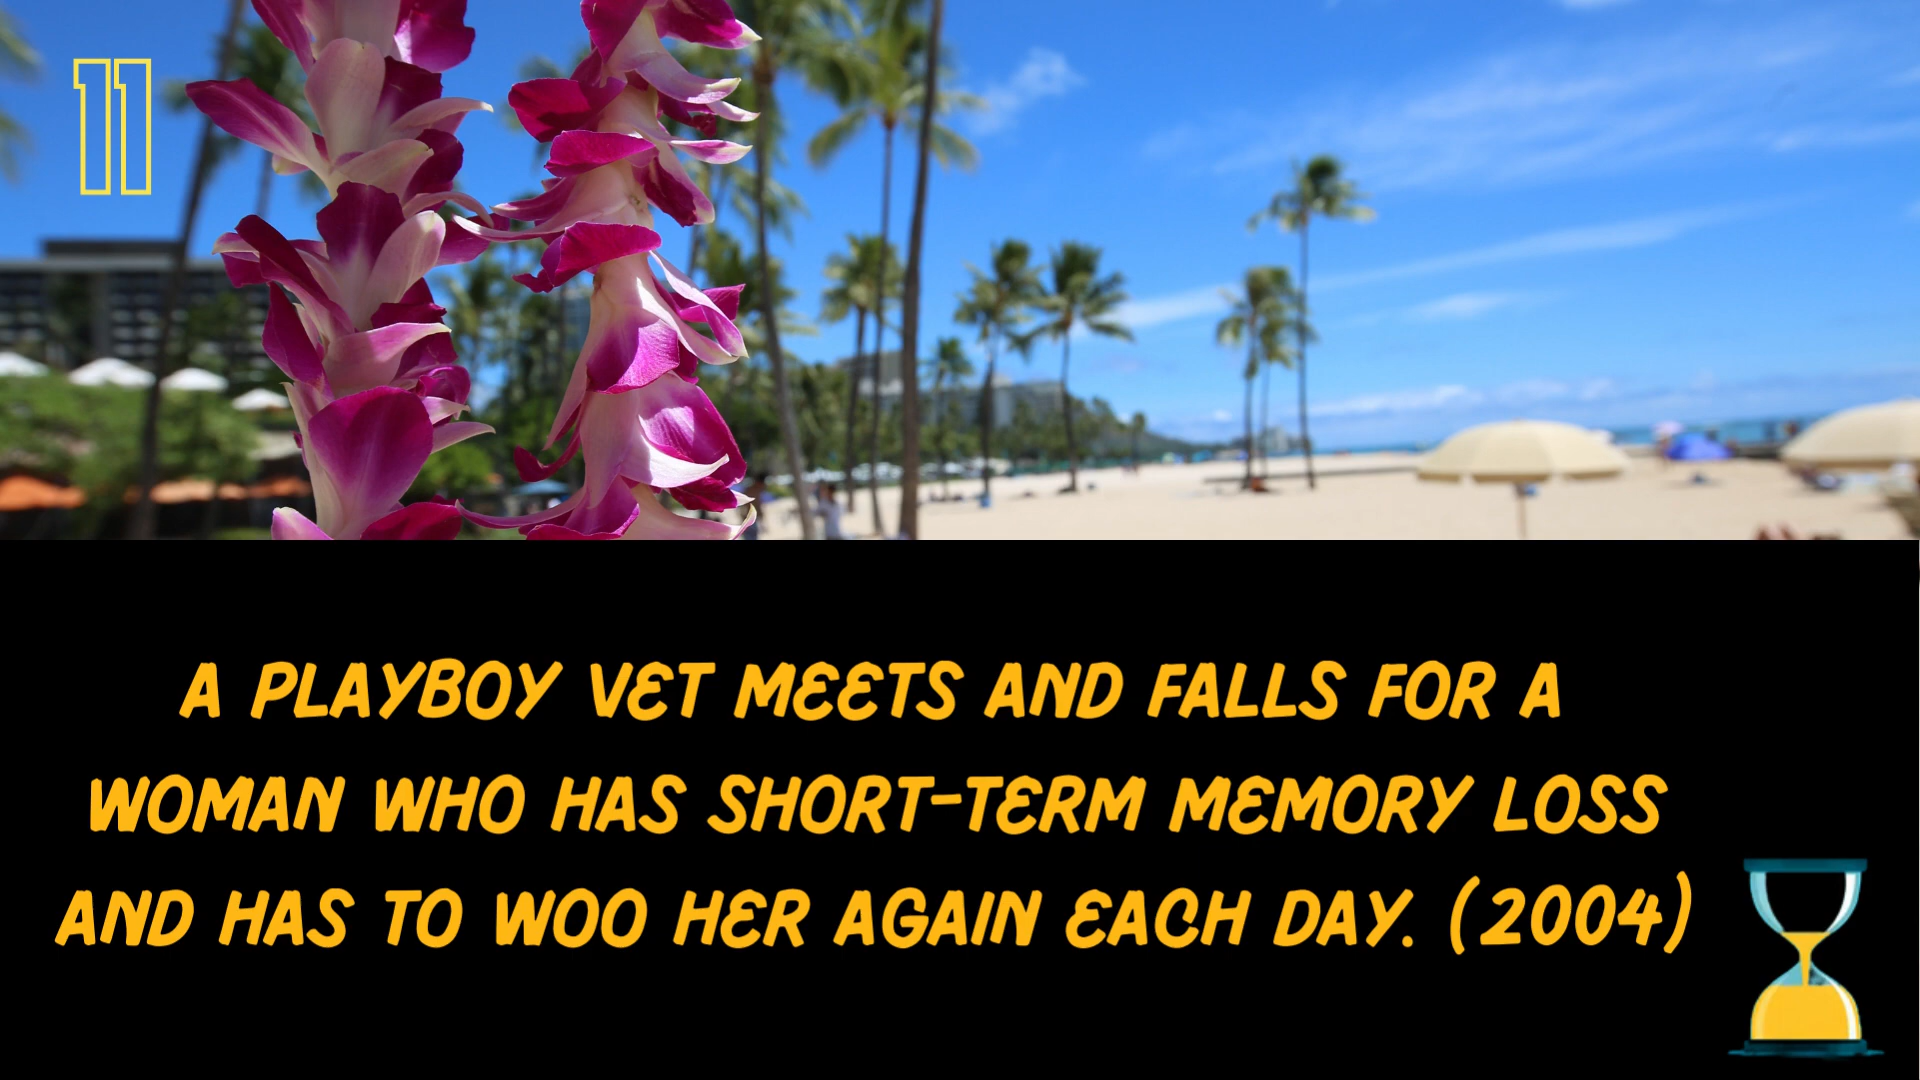 11
A PLAYBOY VET MEETS AND FALLS FOR A
WOMAN WHO HAS SHORT-TERM MEMORY LOSS
AND HAS TO WOO HER AGAIN EACH DAY. (2004)